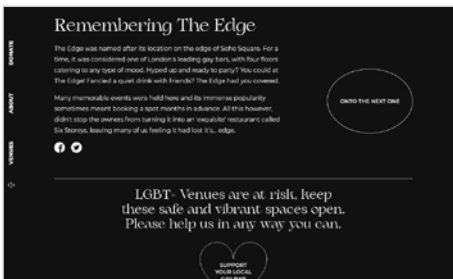 Remembering The Edge
The Edge was named after its location on the edge of Soho Square. For a
time, it was considered one of London's leading gay bars, with four floors
catering to any type of mood. Hyped up and ready to party? You could at
The Edge! Fancied a quiet drink with friends? The Edge had you covered.
Many memorable events were held here and its immense popularity
sometimes meant booking a spot months in advance. All this however,
didn't stop the owners from turning it into an 'exquisite' restaurant called
Six Storeys, leaving many of us feeling it had lost it's... edge.
ONTO THE NEXT ONE
DONATE
ABOUT
VENUES
LGBT+ Venues are at risk, keep
these safe and vibrant spaces open.
Please help us in any way you can.
SUPPORT
YOUR LOCAL
GAY BAR